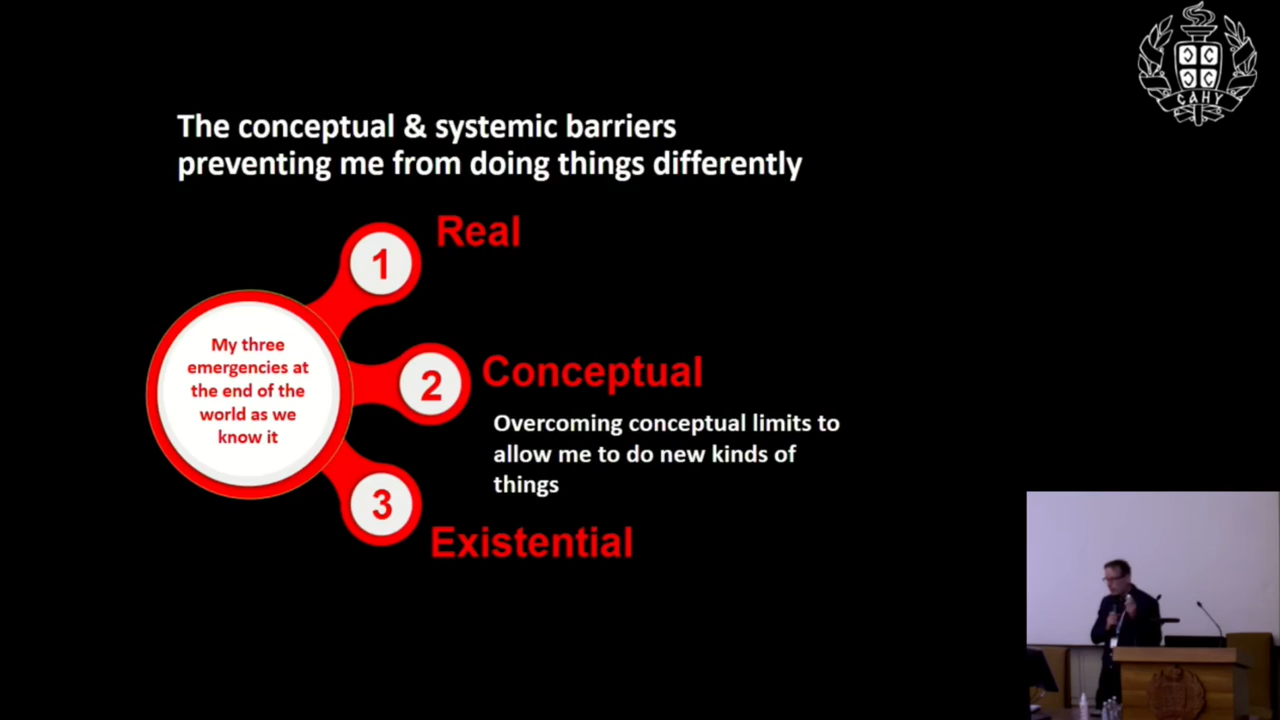 The conceptual & systemic barriers
preventing me from doing things differently
Real
1
My three
emergencies at
the end of the
world as we
know it
2
Conceptual
Overcoming conceptual limits to
allow me to do new kinds of
things
3
Existential
С С
С С
САНУ